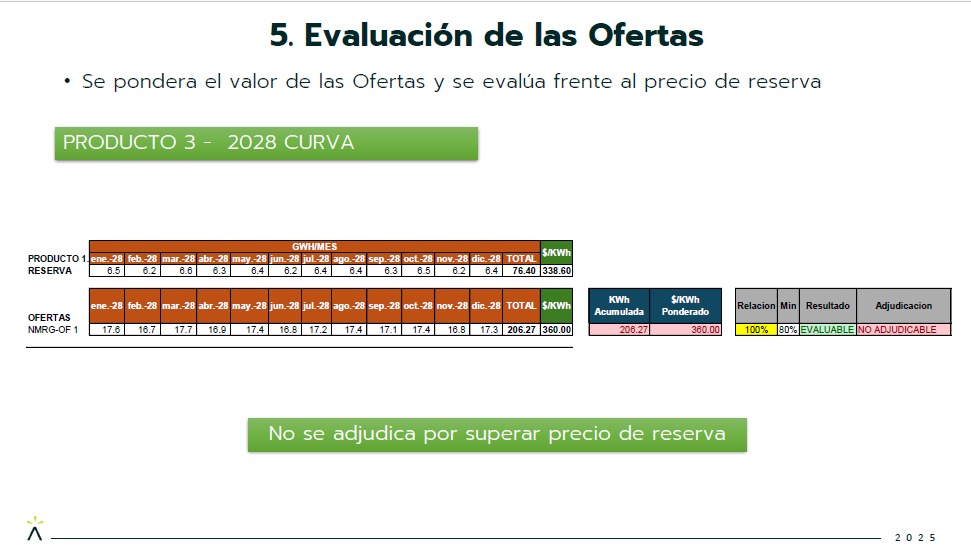 5. Evaluación de las Ofertas
• Se pondera el valor de las Ofertas y se evalúa frente al precio de reserva
PRODUCTO 3 - 2028 CURVA
GWH/MES $/KWh
PRODUCTO 1. ene.-28 feb.-28 mar.-28 abr.-28 may.-28 jun.-28 jul.-28 ago.-28 sep.-28 oct.-28 nov.-28 dic.-28 TOTAL
RESERVA 6.5 6.2 6.6 6.3 6.4 6.2 6.4 6.4 6.3 6.5 6.2 6.4 76.40 338.60
OFERTAS ene.-28 feb.-28 mar.-28 abr.-28 may.-28 jun.-28 jul.-28 ago.-28 sep.-28 oct.-28 nov.-28 dic.-28 TOTAL $/KWh
NMRG-OF 1 17.6 16.7 17.7 16.9 17.4 16.8 17.2 17.4 17.1 17.4 16.8 17.3 206.27 360.00
KWh Acumulada $/KWh Ponderado
206.27 360.00
Relacion Min Resultado Adjudicacion
100% 80% EVALUABLE NO ADJUDICABLE
No se adjudica por superar precio de reserva
2025